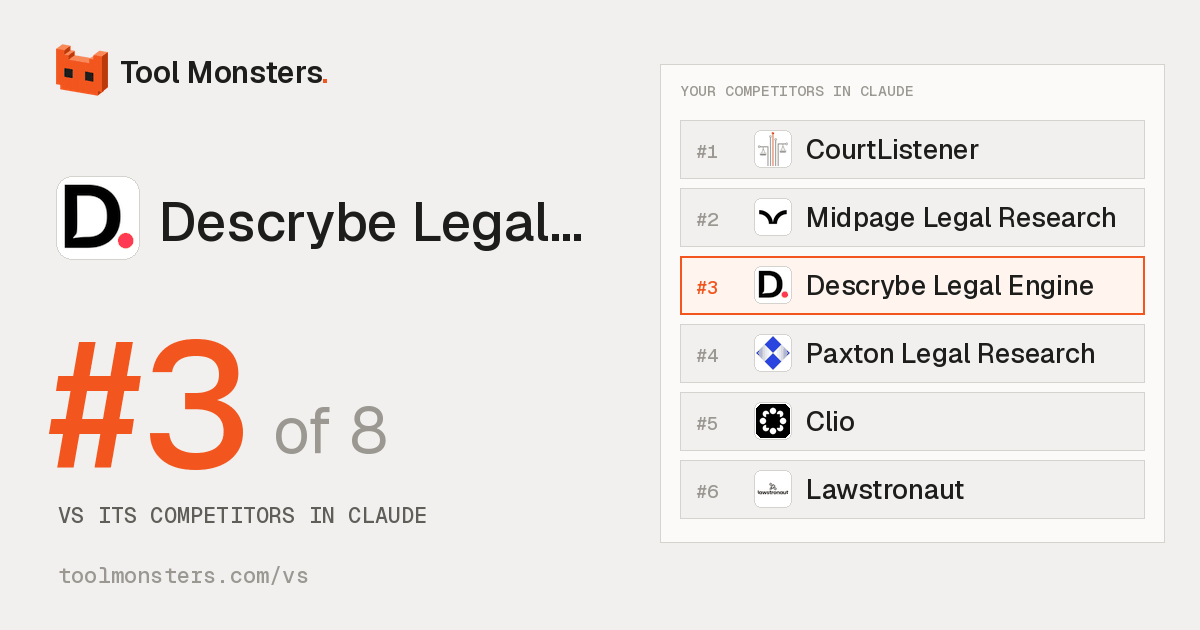 Tool Monsters.
D.
Descrybe Legal...
#3 of 8
VS ITS COMPETITORS IN CLAUDE
toolmonsters.com/vs
YOUR COMPETITORS IN CLAUDE
#1 CourtListener
#2 Midpage Legal Research
#3 D. Descrybe Legal Engine
#4 Paxton Legal Research
#5 Clio
#6 lawstronaut Lawstronaut